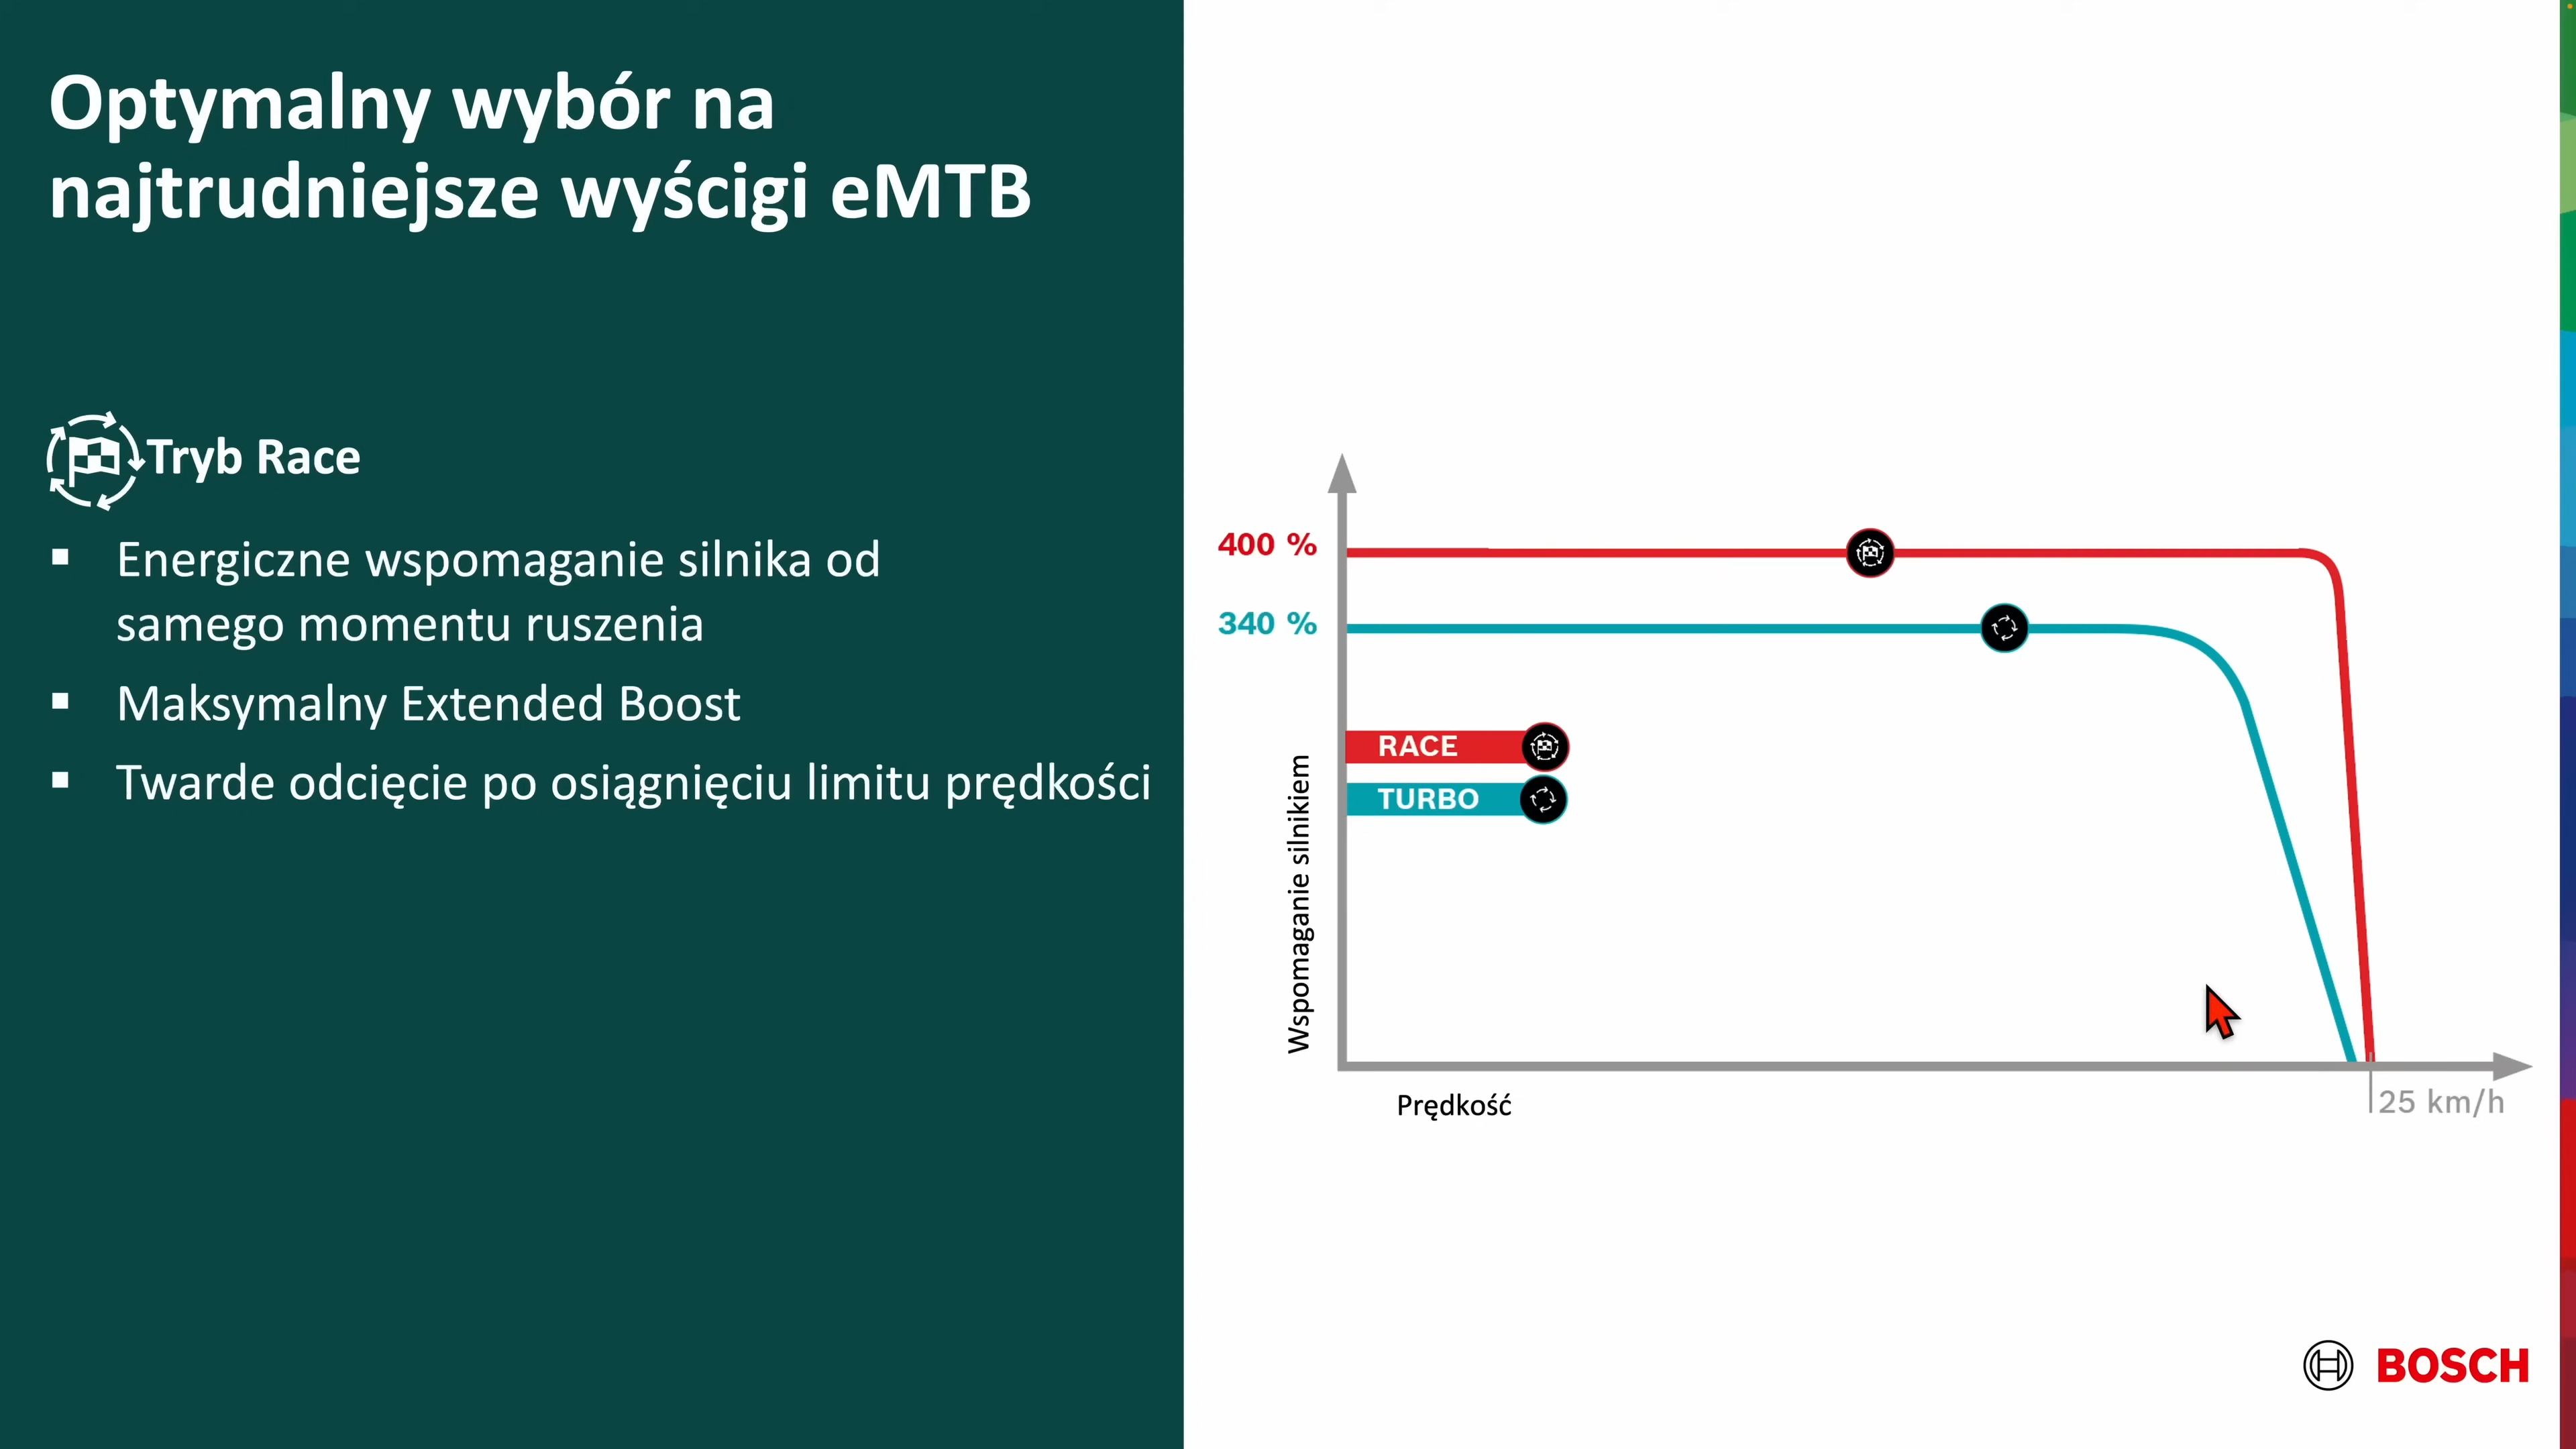 Optymalny wybór na
najtrudniejsze wyścigi eMTB
Tryb Race
▪ Energiczne wspomaganie silnika od
samego momentu ruszenia
▪ Maksymalny Extended Boost
▪ Twarde odcięcie po osiągnięciu limitu prędkości
400 %
340 %
RACE
TURBO
Wspomaganie silnikiem
Prędkość
25 km/h
BOSCH